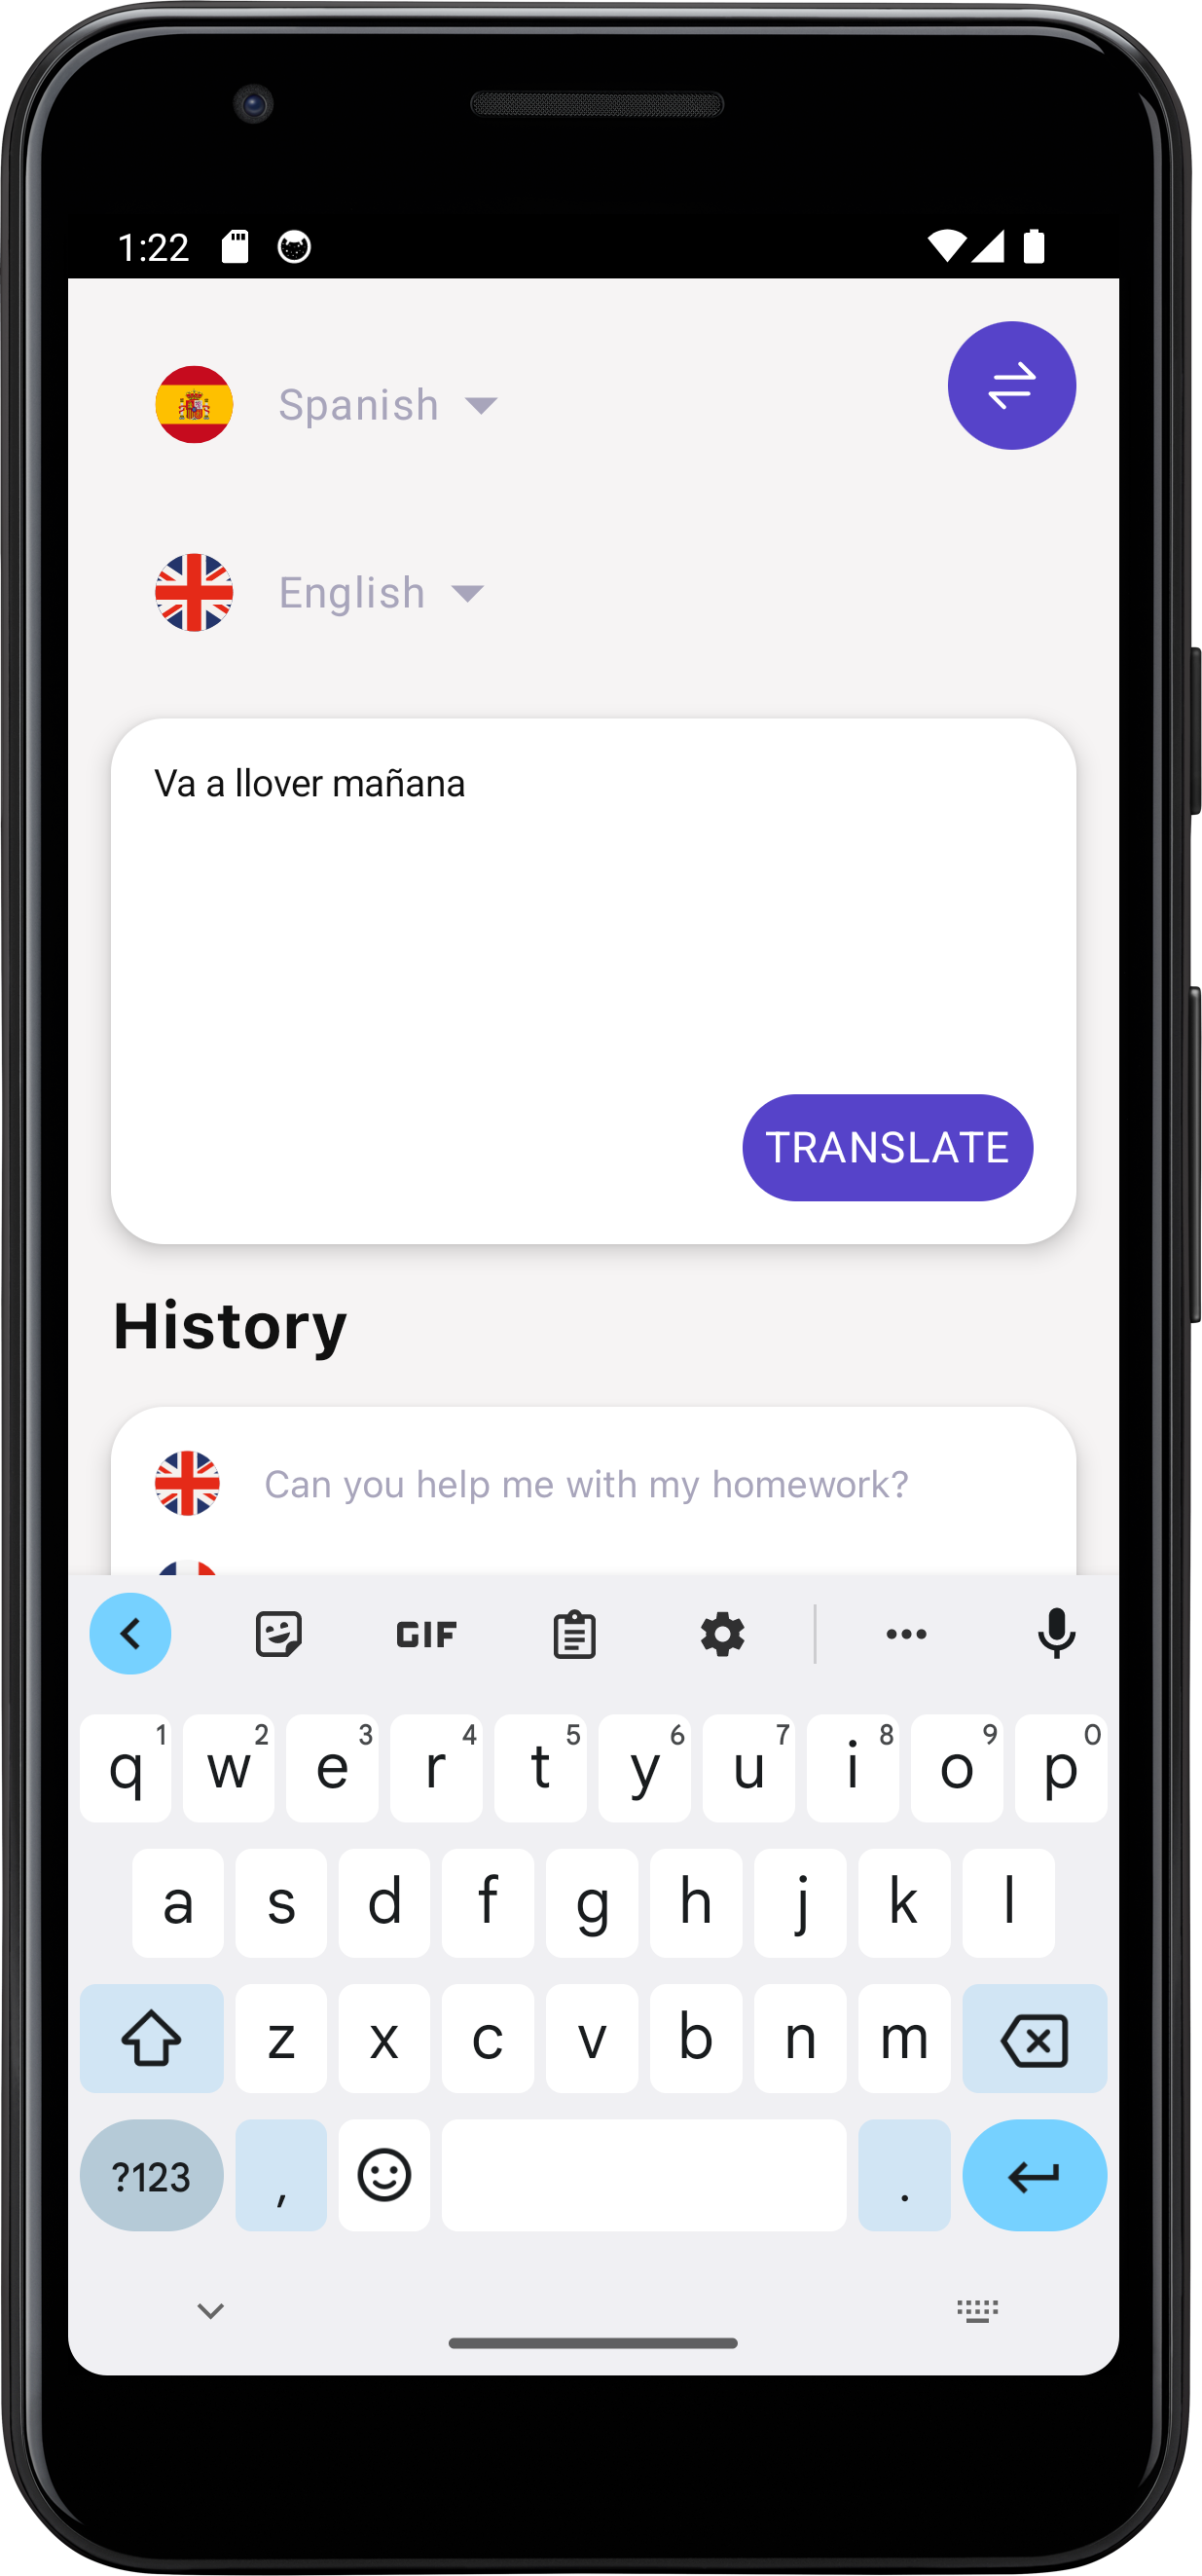 1:22
Spanish
English
Va a llover mañana
TRANSLATE
History
Can you help me with my homework?
GIF
q 1 w 2 e 3 r 4 t 5 y 6 u 7 i 8 o 9 p 0
a s d f g h j k l
z x c v b n m
?123 , .